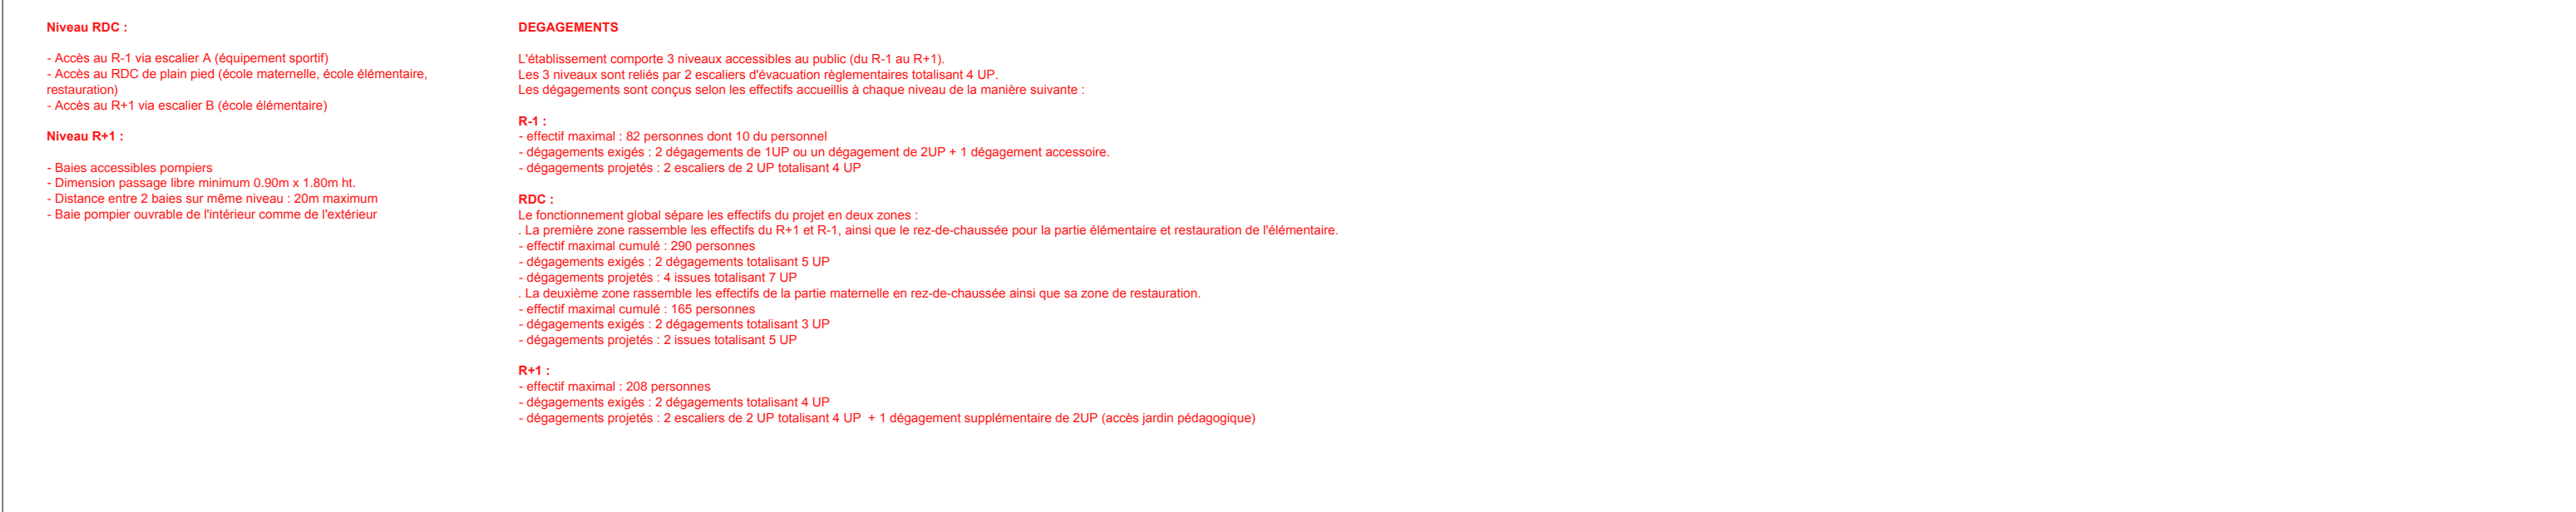 Niveau RDC :
- Accès au R-1 via escalier A (équipement sportif)
- Accès au RDC de plain pied (école maternelle, école élémentaire,
restauration)
- Accès au R+1 via escalier B (école élémentaire)
Niveau R+1 :
- Baies accessibles pompiers
- Dimension passage libre minimum 0.90m x 1.80m ht.
- Distance entre 2 baies sur même niveau : 20m maximum
- Baie pompier ouvrable de l'intérieur comme de l'extérieur
DEGAGEMENTS
L'établissement comporte 3 niveaux accessibles au public (du R-1 au R+1).
Les 3 niveaux sont reliés par 2 escaliers d'évacuation règlementaires totalisant 4 UP.
Les dégagements sont conçus selon les effectifs accueillis à chaque niveau de la manière suivante :
R-1 :
- effectif maximal : 82 personnes dont 10 du personnel
- dégagements exigés : 2 dégagements de 1UP ou un dégagement de 2UP + 1 dégagement accessoire.
- dégagements projetés : 2 escaliers de 2 UP totalisant 4 UP
RDC :
Le fonctionnement global sépare les effectifs du projet en deux zones :
. La première zone rassemble les effectifs du R+1 et R-1, ainsi que le rez-de-chaussée pour la partie élémentaire et restauration de l'élémentaire.
- effectif maximal cumulé : 290 personnes
- dégagements exigés : 2 dégagements totalisant 5 UP
- dégagements projetés : 4 issues totalisant 7 UP
. La deuxième zone rassemble les effectifs de la partie maternelle en rez-de-chaussée ainsi que sa zone de restauration.
- effectif maximal cumulé : 165 personnes
- dégagements exigés : 2 dégagements totalisant 3 UP
- dégagements projetés : 2 issues totalisant 5 UP
R+1 :
- effectif maximal : 208 personnes
- dégagements exigés : 2 dégagements totalisant 4 UP
- dégagements projetés : 2 escaliers de 2 UP totalisant 4 UP  + 1 dégagement supplémentaire de 2UP (accès jardin pédagogique)